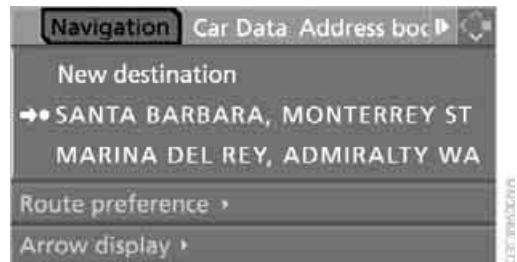 Navigation Car Data Address boc
New destination
SANTA BARBARA, MONTERREY ST
MARINA DEL REY, ADMIRALTY WA
Route preference
Arrow display